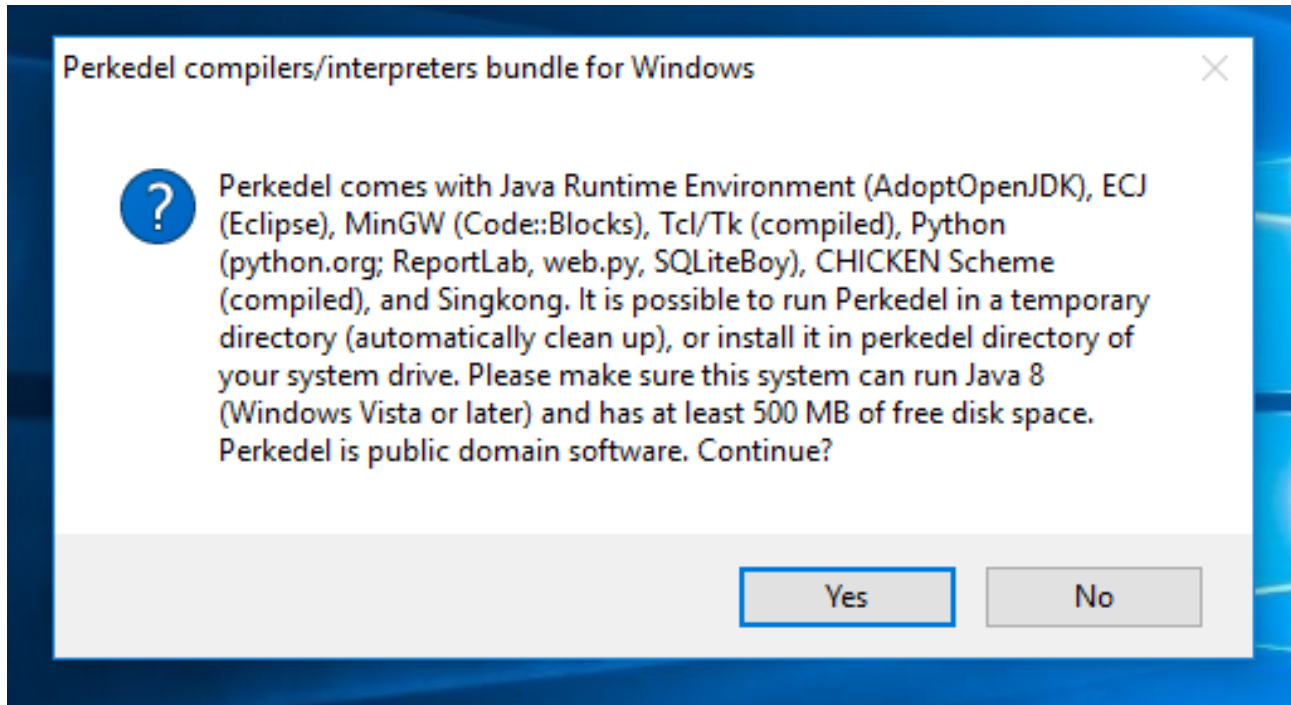 Perkedel compilers/interpreters bundle for Windows
Perkedel comes with Java Runtime Environment (AdoptOpenJDK), ECJ
(Eclipse), MinGW (Code::Blocks), Tcl/Tk (compiled), Python
(python.org; ReportLab, web.py, SQLiteBoy), CHICKEN Scheme
(compiled), and Singkong. It is possible to run Perkedel in a temporary
directory (automatically clean up), or install it in perkedel directory of
your system drive. Please make sure this system can run Java 8
(Windows Vista or later) and has at least 500 MB of free disk space.
Perkedel is public domain software. Continue?
Yes No